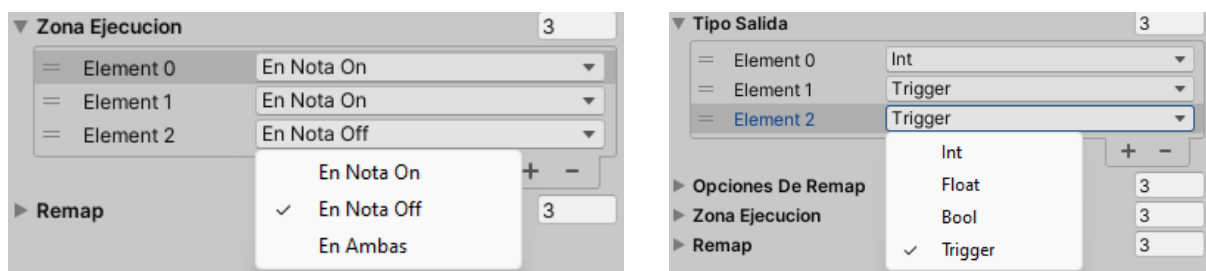 Zona Ejecucion 3
Element 0 En Nota On
Element 1 En Nota On
Element 2 En Nota Off
En Nota On
En Nota Off
En Ambas
+ -
Remap 3
Tipo Salida 3
Element 0 Int
Element 1 Trigger
Element 2 Trigger
Int
Float
Bool
Trigger
+ -
Opciones De Remap 3
Zona Ejecucion 3
Remap 3